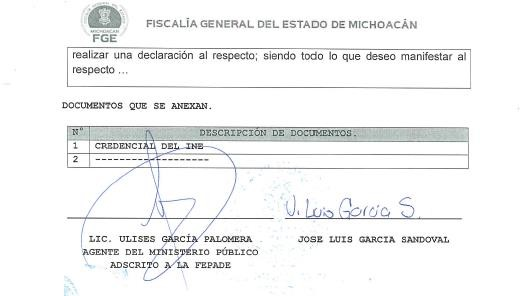 MICHOACÁN
FGE
FISCALÍA GENERAL DEL ESTADO DE MICHOACÁN
realizar una declaración al respecto; siendo todo lo que deseo manifestar al
respecto ...
DOCUMENTOS QUE SE ANEXAN.
N° DESCRIPCIÓN DE DOCUMENTOS.
1 CREDENCIAL DEL INE
2 --------------------
J. Luis García S.
LIC. ULISES GARCÍA PALOMERA JOSE LUIS GARCIA SANDOVAL
AGENTE DEL MINISTERIO PÚBLICO
ADSCRITO A LA FEPADE